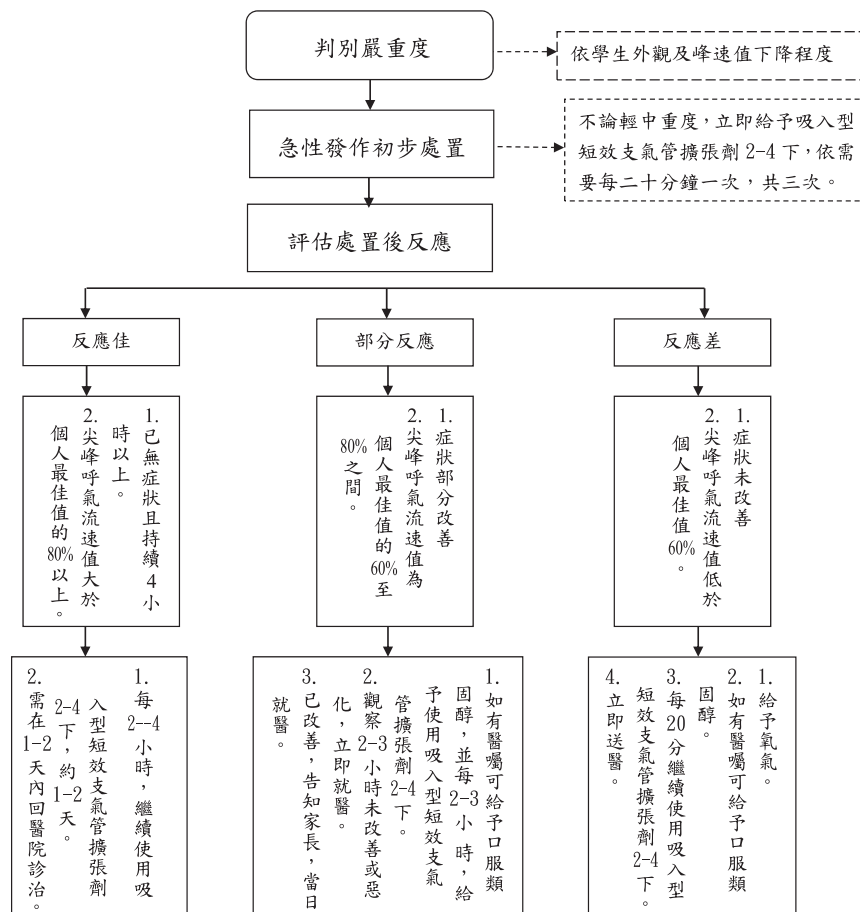 判別嚴重度
依學生外觀及峰速值下降程度
急性發作初步處置
不論輕中重度，立即給予吸入型
短效支氣管擴張劑 2-4 下，依需
要每二十分鐘一次，共三次。
評估處置後反應
反應佳
部分反應
反應差
1.已無症狀且持續 4 小
時以上。
2.尖峰呼氣流速值大於
個人最佳值的 80%以上。
1.症狀部分改善
2.尖峰呼氣流速值為
個人最佳值的 60%至
80%之間。
1.症狀未改善
2.尖峰呼氣流速值低於
個人最佳值 60%。
1.每 2--4 小時，繼續使用吸
入型短效支氣管擴張劑
2-4 下，約 1-2 天。
2.需在 1-2 天內回醫院診治。
1.如有醫囑可給予口服類
固醇，並每 2-3 小時，給
予使用吸入型短效支氣
管擴張劑 2-4 下。
2.觀察 2-3 小時未改善或惡
化，立即就醫。
3.已改善，告知家長，當日
就醫。
1.給予氧氣。
2.如有醫囑可給予口服類
固醇。
3.每 20 分繼續使用吸入型
短效支氣管擴張劑 2-4 下。
4.立即送醫。